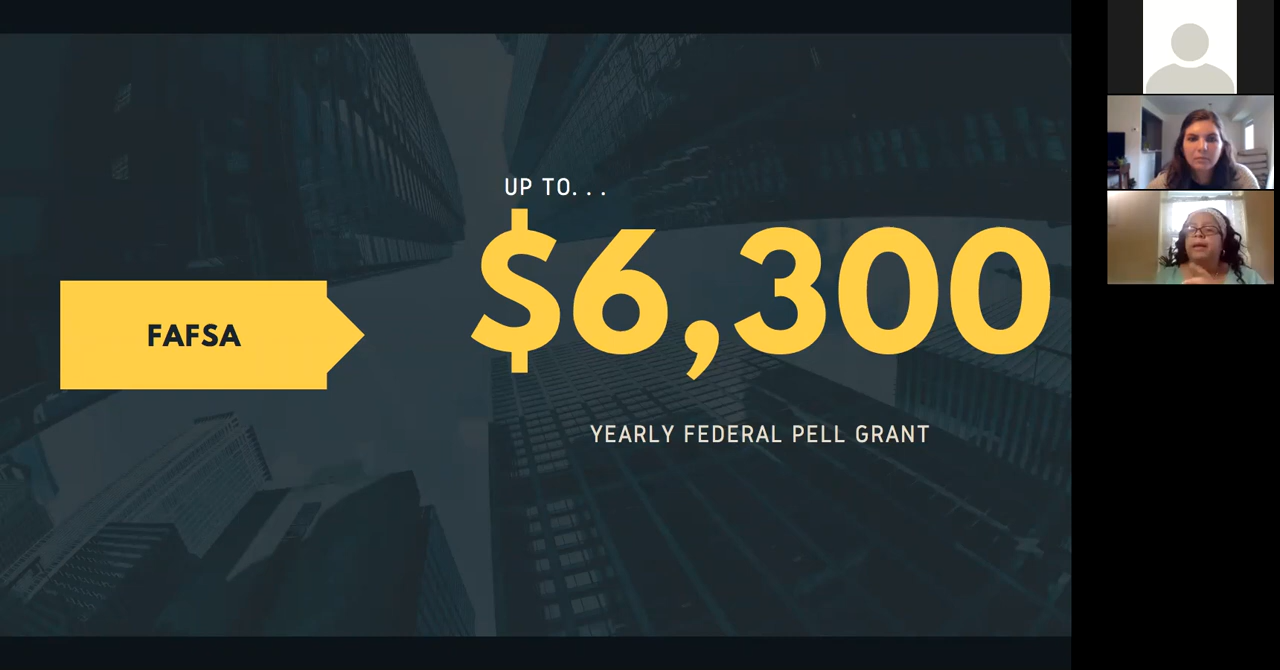 UP TO. . .
$6,300
FAFSA
YEARLY FEDERAL PELL GRANT